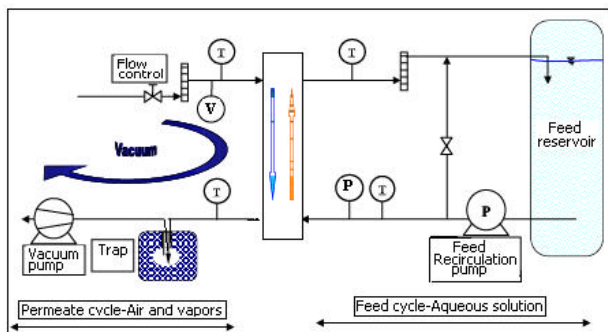 Flow
control
T
T
V
Vacuum
Feed
reservoir
T
P
T
P
Vacuum
pump
Trap
Feed
Recirculation
pump
Permeate cycle-Air and vapors
Feed cycle-Aqueous solution